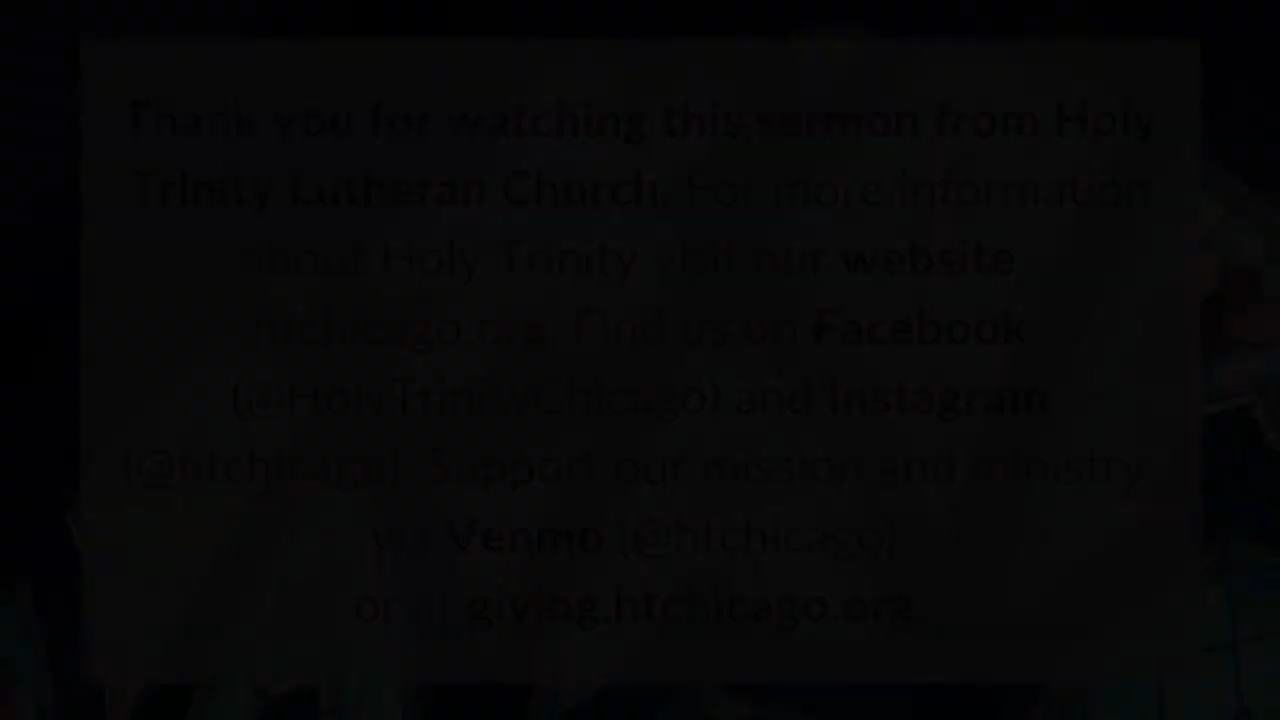 Thank you for watching this sermon from Holy
Trinity Lutheran Church. For more information
about Holy Trinity visit our website
htchicago.org. Find us on Facebook
(@HolyTrinityChicago) and Instagram
(@htchicago). Support our mission and ministry
via Venmo (@htchicago)
or at giving.htchicago.org